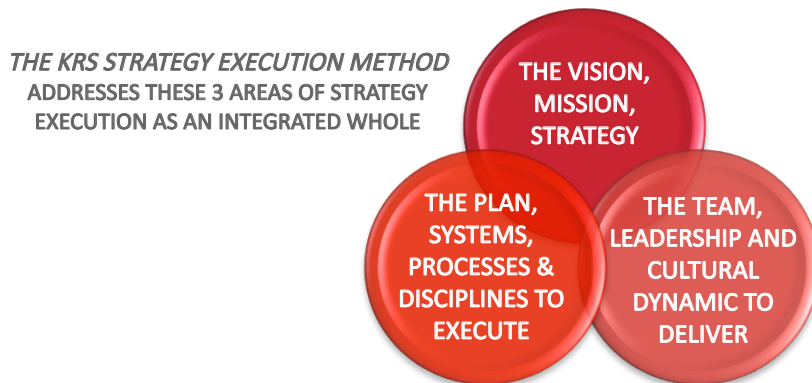 THE KRS STRATEGY EXECUTION METHOD
ADDRESSES THESE 3 AREAS OF STRATEGY
EXECUTION AS AN INTEGRATED WHOLE
THE VISION,
MISSION,
STRATEGY
THE PLAN,
SYSTEMS,
PROCESSES &
DISCIPLINES TO
EXECUTE
THE TEAM,
LEADERSHIP AND
CULTURAL
DYNAMIC TO
DELIVER